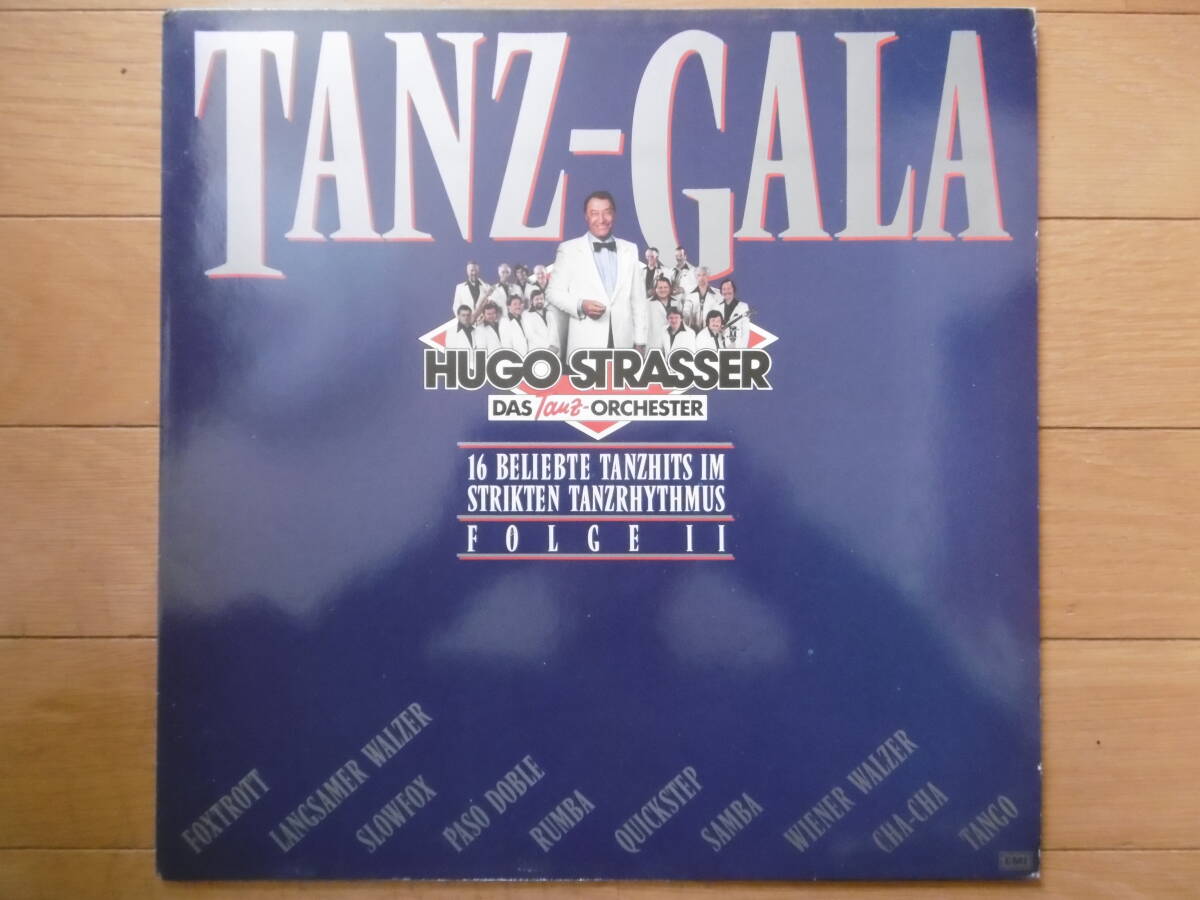 TANZ-GALA
HUGO STRASSER
DAS Tanz-ORCHESTER
16 BELIEBTE TANZHITS IM
STRIKTEN TANZRHYTHMUS
FOLGE II
FOXTROTT
LANGSAMER WALZER
SLOWFOX
PASO DOBLE
RUMBA
QUICKSTEP
SAMBA
WIENER WALZER
CHA-CHA
TANGO
EMI